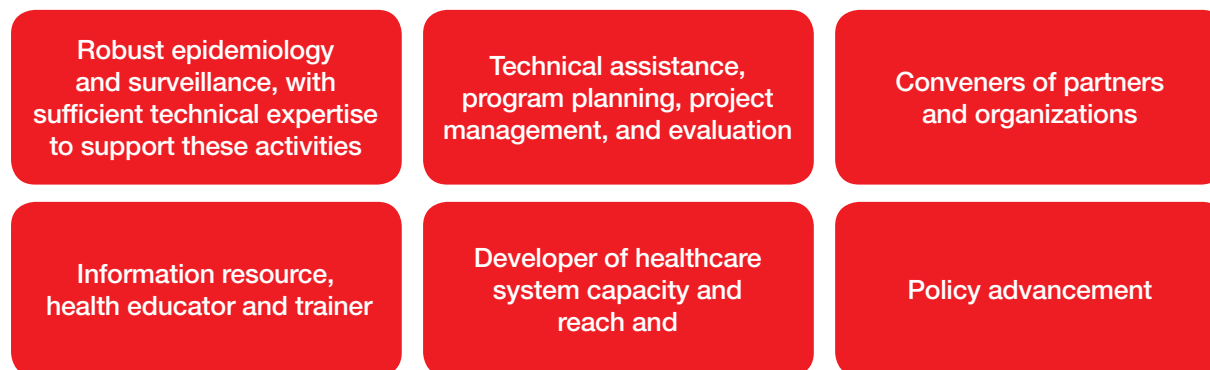 Robust epidemiology
and surveillance, with
sufficient technical expertise
to support these activities
Technical assistance,
program planning, project
management, and evaluation
Conveners of partners
and organizations
Information resource,
health educator and trainer
Developer of healthcare
system capacity and
reach and
Policy advancement